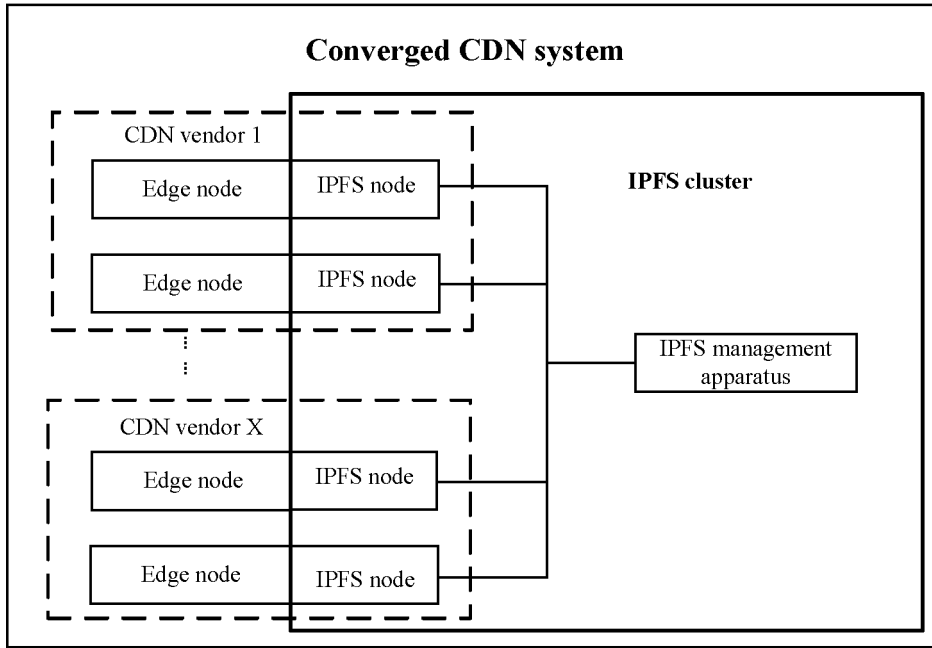 Converged CDN system
CDN vendor 1
Edge node
IPFS node
IPFS cluster
Edge node
IPFS node
IPFS management
apparatus
CDN vendor X
Edge node
IPFS node
Edge node
IPFS node